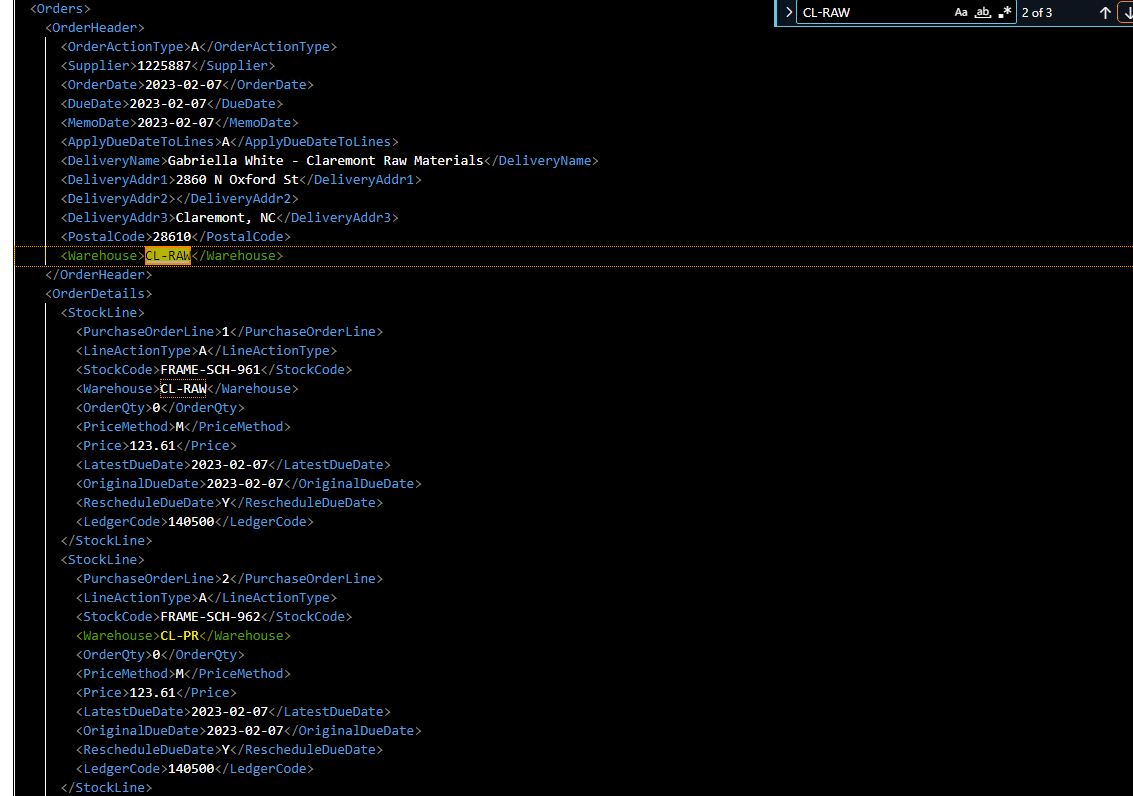 <Orders>
CL-RAW Aa ab .* 2 of 3
<OrderHeader>
<OrderActionType>A</OrderActionType>
<Supplier>1225887</Supplier>
<OrderDate>2023-02-07</OrderDate>
<DueDate>2023-02-07</DueDate>
<MemoDate>2023-02-07</MemoDate>
<ApplyDueDateToLines>A</ApplyDueDateToLines>
<DeliveryName>Gabriella White - Claremont Raw Materials</DeliveryName>
<DeliveryAddr1>2860 N Oxford St</DeliveryAddr1>
<DeliveryAddr2></DeliveryAddr2>
<DeliveryAddr3>Claremont, NC</DeliveryAddr3>
<PostalCode>28610</PostalCode>
<Warehouse>CL-RAW</Warehouse>
</OrderHeader>
<OrderDetails>
<StockLine>
<PurchaseOrderLine>1</PurchaseOrderLine>
<LineActionType>A</LineActionType>
<StockCode>FRAME-SCH-961</StockCode>
<Warehouse>CL-RAW</Warehouse>
<OrderQty>0</OrderQty>
<PriceMethod>M</PriceMethod>
<Price>123.61</Price>
<LatestDueDate>2023-02-07</LatestDueDate>
<OriginalDueDate>2023-02-07</OriginalDueDate>
<RescheduleDueDate>Y</RescheduleDueDate>
<LedgerCode>140500</LedgerCode>
</StockLine>
<StockLine>
<PurchaseOrderLine>2</PurchaseOrderLine>
<LineActionType>A</LineActionType>
<StockCode>FRAME-SCH-962</StockCode>
<Warehouse>CL-PR</Warehouse>
<OrderQty>0</OrderQty>
<PriceMethod>M</PriceMethod>
<Price>123.61</Price>
<LatestDueDate>2023-02-07</LatestDueDate>
<OriginalDueDate>2023-02-07</OriginalDueDate>
<RescheduleDueDate>Y</RescheduleDueDate>
<LedgerCode>140500</LedgerCode>
</StockLine>